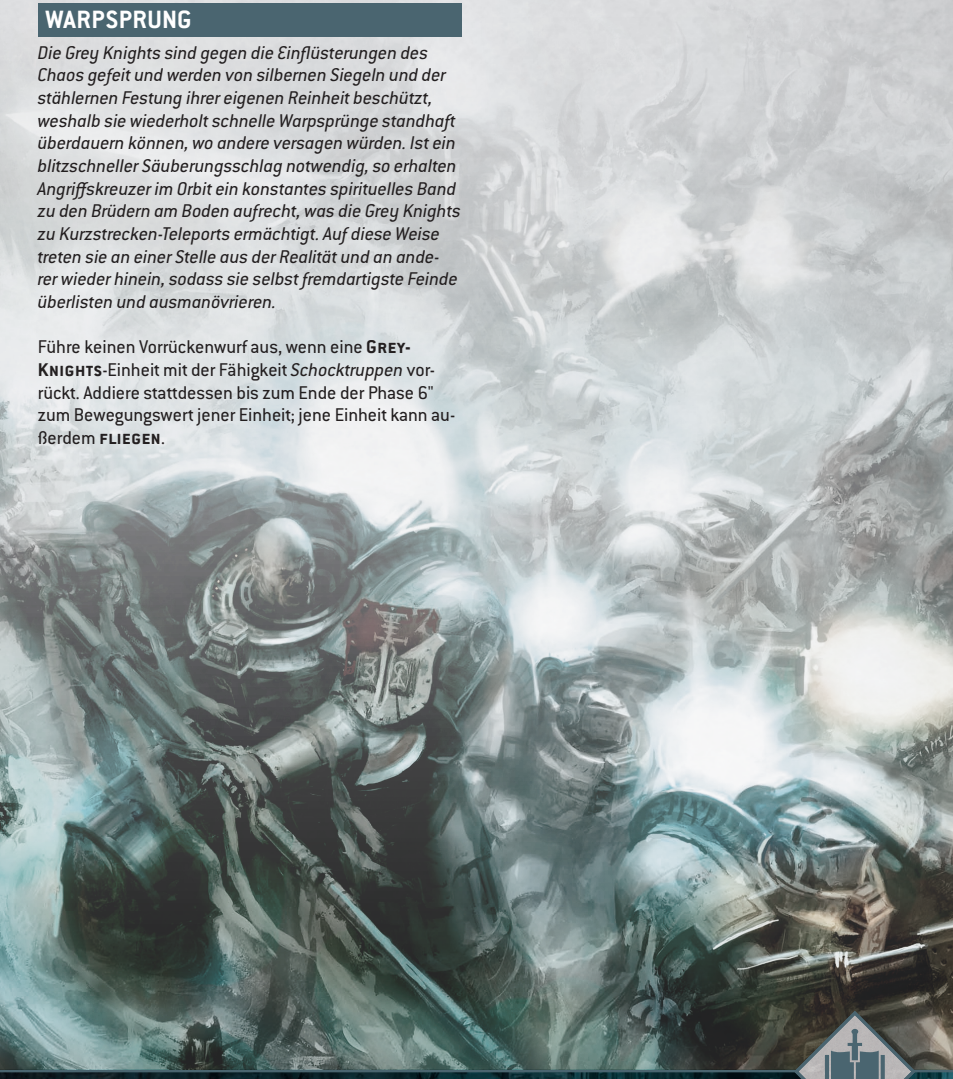 WARPSPRUNG
Die Grey Knights sind gegen die Einflüsterungen des
Chaos gefeit und werden von silbernen Siegeln und der
stählernen Festung ihrer eigenen Reinheit beschützt,
weshalb sie wiederholt schnelle Warpsprünge standhaft
überdauern können, wo andere versagen würden. Ist ein
blitzschneller Säuberungsschlag notwendig, so erhalten
Angriffskreuzer im Orbit ein konstantes spirituelles Band
zu den Brüdern am Boden aufrecht, was die Grey Knights
zu Kurzstrecken-Teleports ermächtigt. Auf diese Weise
treten sie an einer Stelle aus der Realität und an ande-
rer wieder hinein, sodass sie selbst fremdartigste Feinde
überlisten und ausmanövrieren.
Führe keinen Vorrückenwurf aus, wenn eine GREY-
KNIGHTS-Einheit mit der Fähigkeit Schocktruppen vor-
rückt. Addiere stattdessen bis zum Ende der Phase 6"
zum Bewegungswert jener Einheit; jene Einheit kann au-
ßerdem FLIEGEN.